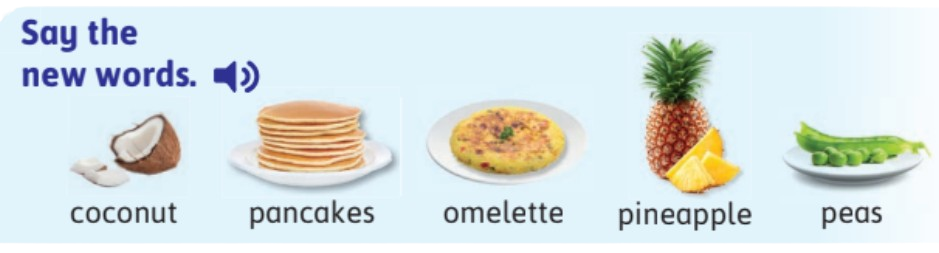 Say the
new words.
coconut pancakes omelette pineapple peas